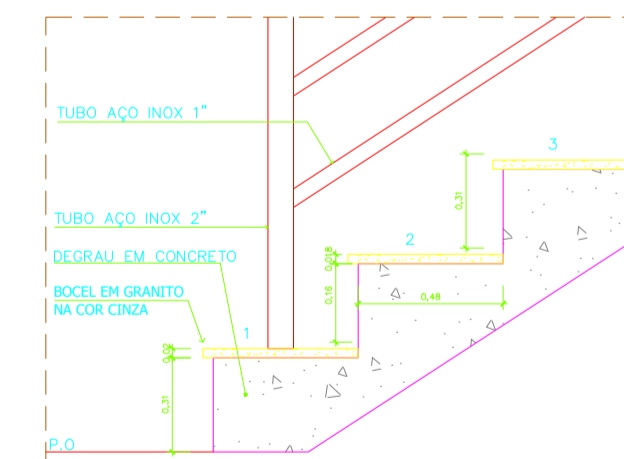 TUBO AÇO INOX 1"
3
0,31
TUBO AÇO INOX 2"
2
DEGRAU EM CONCRETO
0,018
BOCEL EM GRANITO
NA COR CINZA
0,16
0,48
1
0,02
0,31
P.O